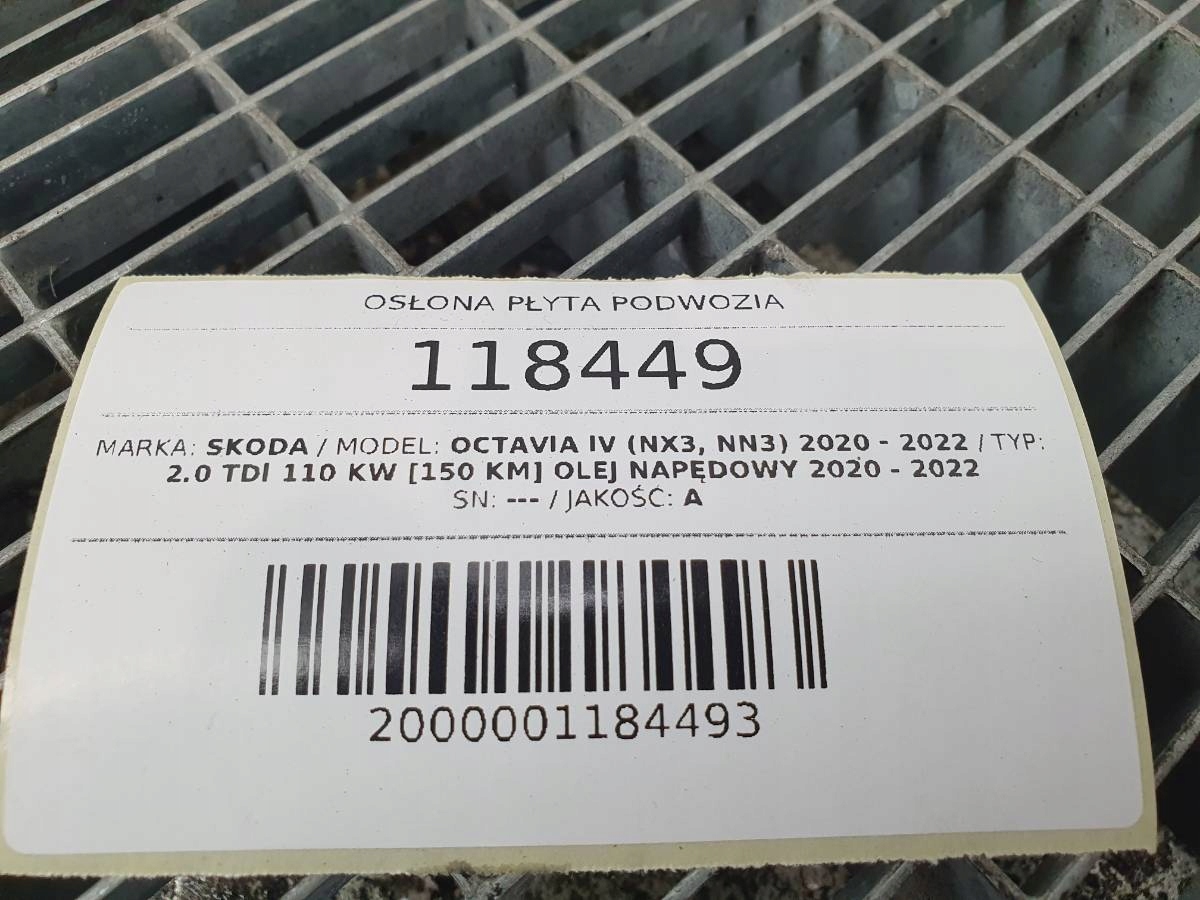 OSŁONA PŁYTA PODWOZIA
118449
MARKA: SKODA / MODEL: OCTAVIA IV (NX3, NN3) 2020 - 2022 / TYP:
2.0 TDI 110 KW [150 KM] OLEJ NAPĘDOWY 2020 - 2022
SN: --- / JAKOŚĆ: A
2000001184493